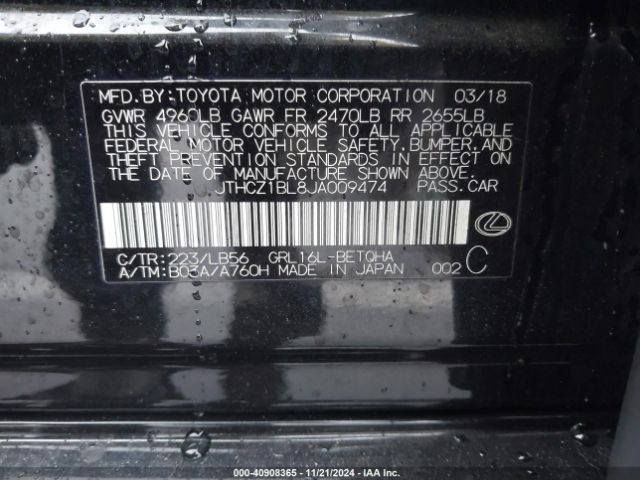 MFD. BY: TOYOTA MOTOR CORPORATION 03/18
GVWR 4960LB GAWR FR 2470LB RR 2655LB
THIS VEHICLE CONFORMS TO ALL APPLICABLE
FEDERAL MOTOR VEHICLE SAFETY, BUMPER, AND
THEFT PREVENTION STANDARDS IN EFFECT ON
THE DATE OF MANUFACTURE SHOWN ABOVE.
JTHCZ1BL8JA009474 PASS. CAR
C/TR: 223/LB56 GRL16L-BETQHA
A/TM: B03A/A760H MADE IN JAPAN 002 C
000-40908365 | 11/21/2024 | IAA Inc.